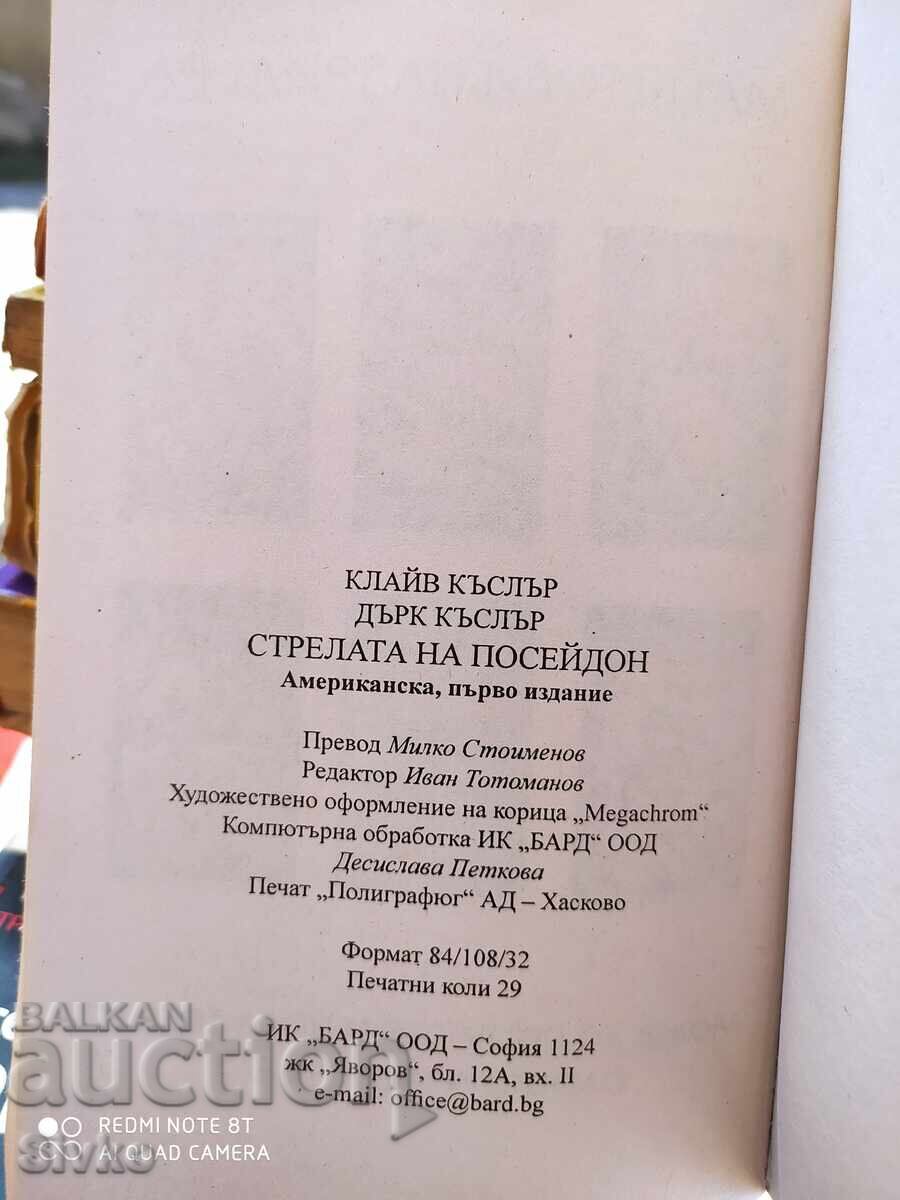 КЛАЙВ КЪСЛЪР
ДЪРК КЪСЛЪР
СТРЕЛАТА НА ПОСЕЙДОН
Американска, първо издание
Превод Милко Стоименов
Редактор Иван Тотоманов
Художествено оформление на корица „Megachrom“
Компютърна обработка ИК „БАРД“ ООД
Десислава Петкова
Печат „Полиграфюг“ АД – Хасково
Формат 84/108/32
Печатни коли 29
ИК „БАРД“ ООД – София 1124
жк „Яворов“, бл. 12А, вх. II
e-mail: office@bard.bg
BALKAN
auction
REDMI NOTE 8T
AI QUAD CAMERA
Sivko